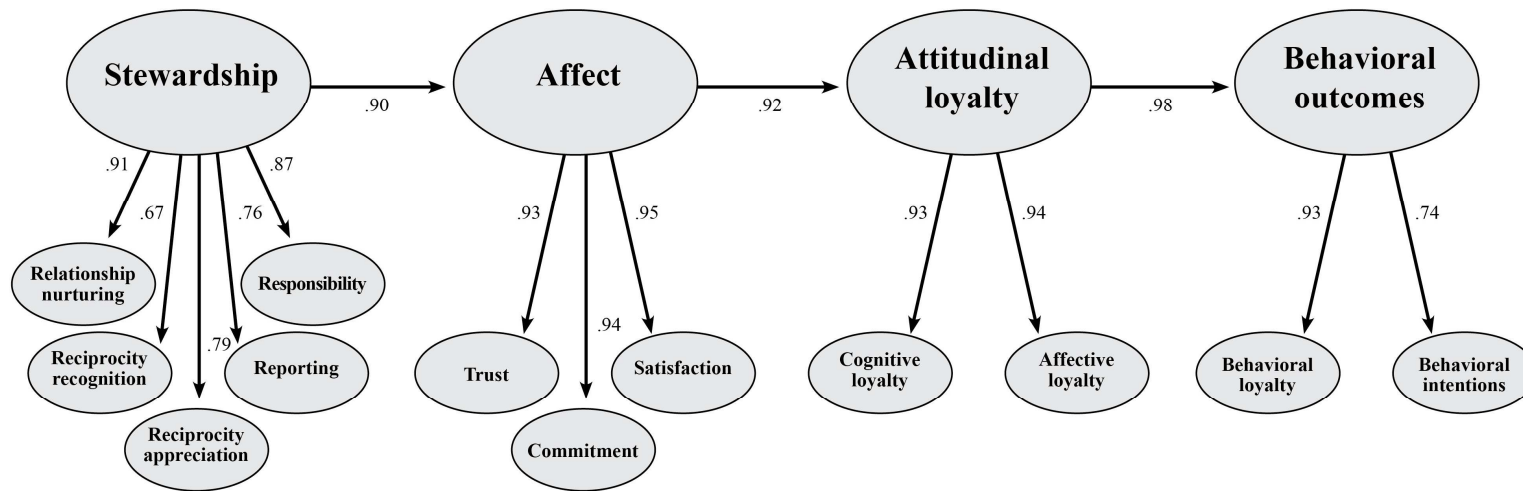 Stewardship
.90
Affect
.92
Attitudinal
loyalty
.98
Behavioral
outcomes
.91
.67
.79
.76
.87
Relationship
nurturing
Reciprocity
recognition
Reciprocity
appreciation
Reporting
Responsibility
.93
.94
.95
Trust
Commitment
Satisfaction
.93
.94
Cognitive
loyalty
Affective
loyalty
.93
.74
Behavioral
loyalty
Behavioral
intentions